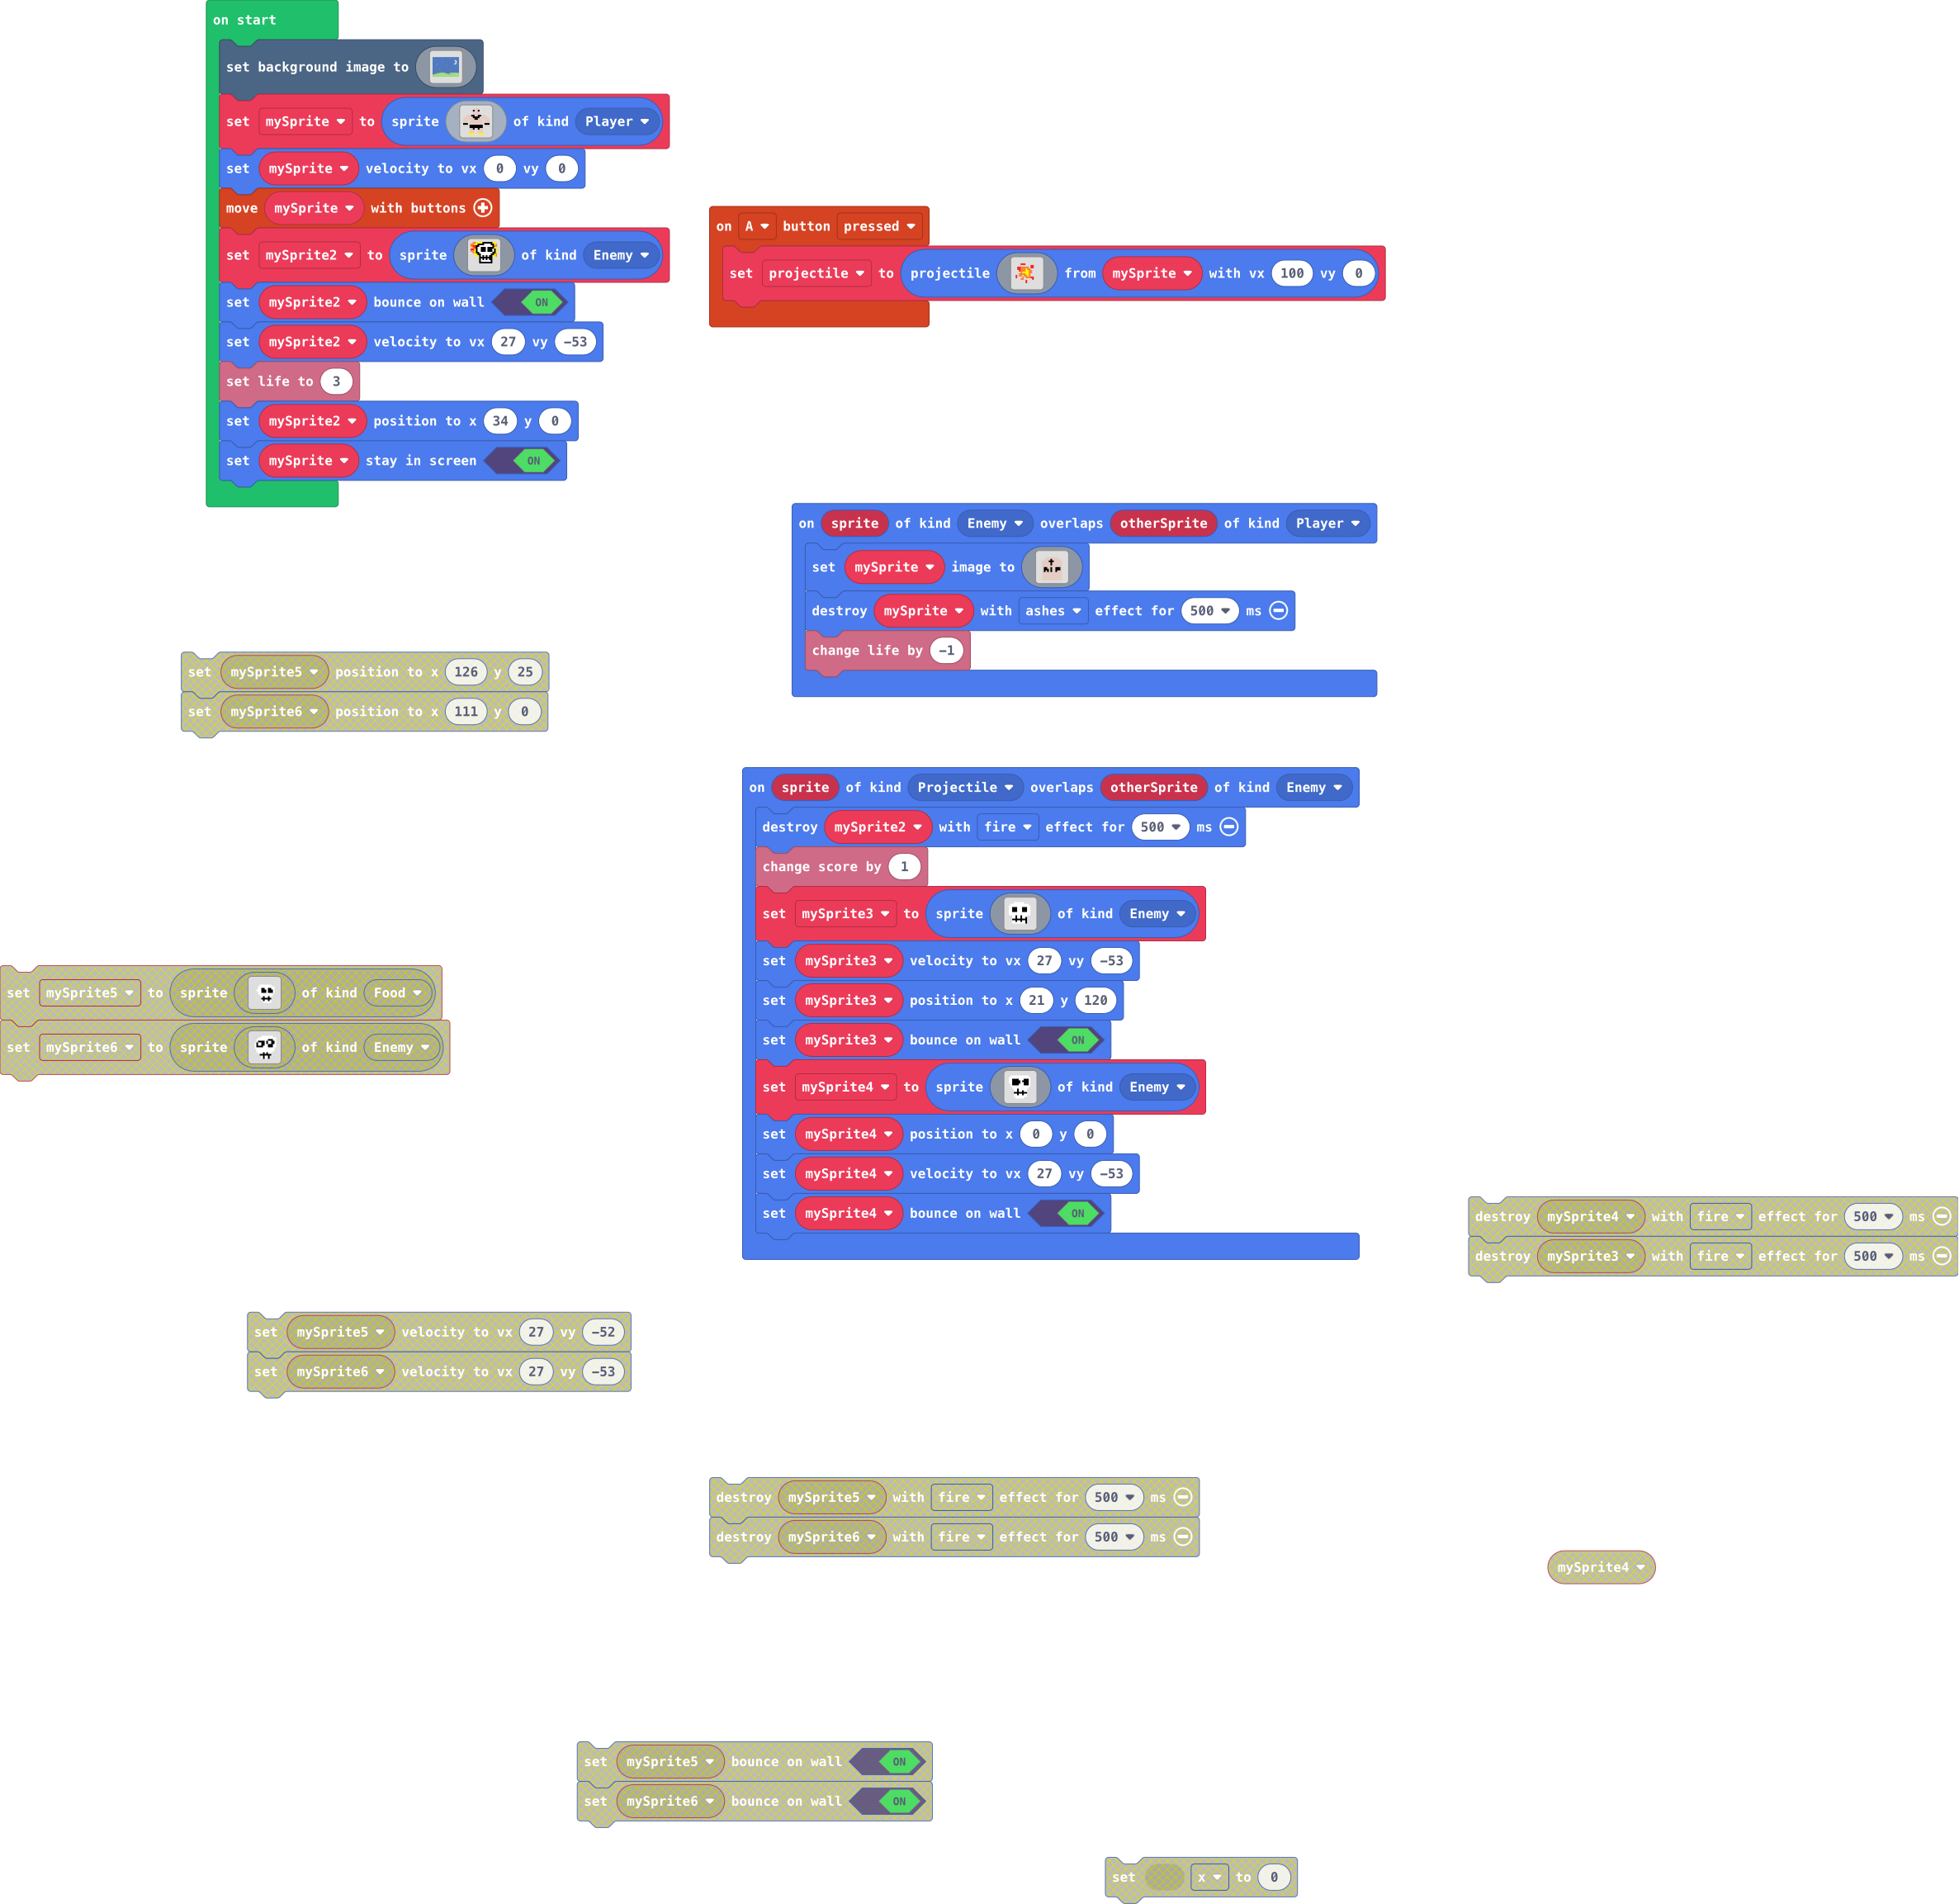 on start
set background image to
set mySprite to sprite of kind Player
set mySprite velocity to vx 0 vy 0
move mySprite with buttons
set mySprite2 to sprite of kind Enemy
set mySprite2 bounce on wall ON
set mySprite2 velocity to vx 27 vy -53
set life to 3
set mySprite2 position to x 34 y 0
set mySprite stay in screen ON
on A button pressed
set projectile to projectile from mySprite with vx 100 vy 0
on sprite of kind Enemy overlaps otherSprite of kind Player
set mySprite image to
destroy mySprite with ashes effect for 500 ms
change life by -1
set mySprite5 position to x 126 y 25
set mySprite6 position to x 111 y 0
on sprite of kind Projectile overlaps otherSprite of kind Enemy
destroy mySprite2 with fire effect for 500 ms
change score by 1
set mySprite3 to sprite of kind Enemy
set mySprite3 velocity to vx 27 vy -53
set mySprite3 position to x 21 y 120
set mySprite3 bounce on wall ON
set mySprite4 to sprite of kind Enemy
set mySprite4 position to x 0 y 0
set mySprite4 velocity to vx 27 vy -53
set mySprite4 bounce on wall ON
set mySprite5 to sprite of kind Food
set mySprite6 to sprite of kind Enemy
destroy mySprite4 with fire effect for 500 ms
destroy mySprite3 with fire effect for 500 ms
set mySprite5 velocity to vx 27 vy -52
set mySprite6 velocity to vx 27 vy -53
destroy mySprite5 with fire effect for 500 ms
destroy mySprite6 with fire effect for 500 ms
mySprite4
set mySprite5 bounce on wall ON
set mySprite6 bounce on wall ON
set x to 0